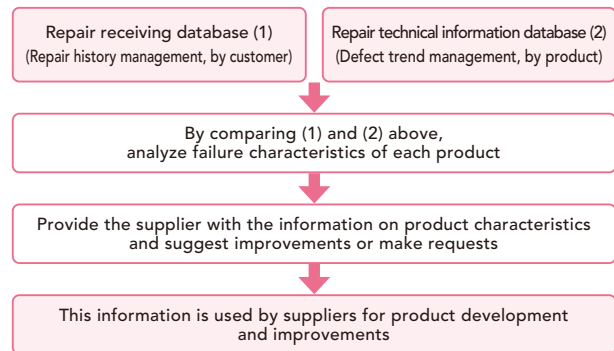 Repair receiving database (1)
(Repair history management, by customer)
Repair technical information database (2)
(Defect trend management, by product)
By comparing (1) and (2) above,
analyze failure characteristics of each product
Provide the supplier with the information on product characteristics
and suggest improvements or make requests
This information is used by suppliers for product development
and improvements